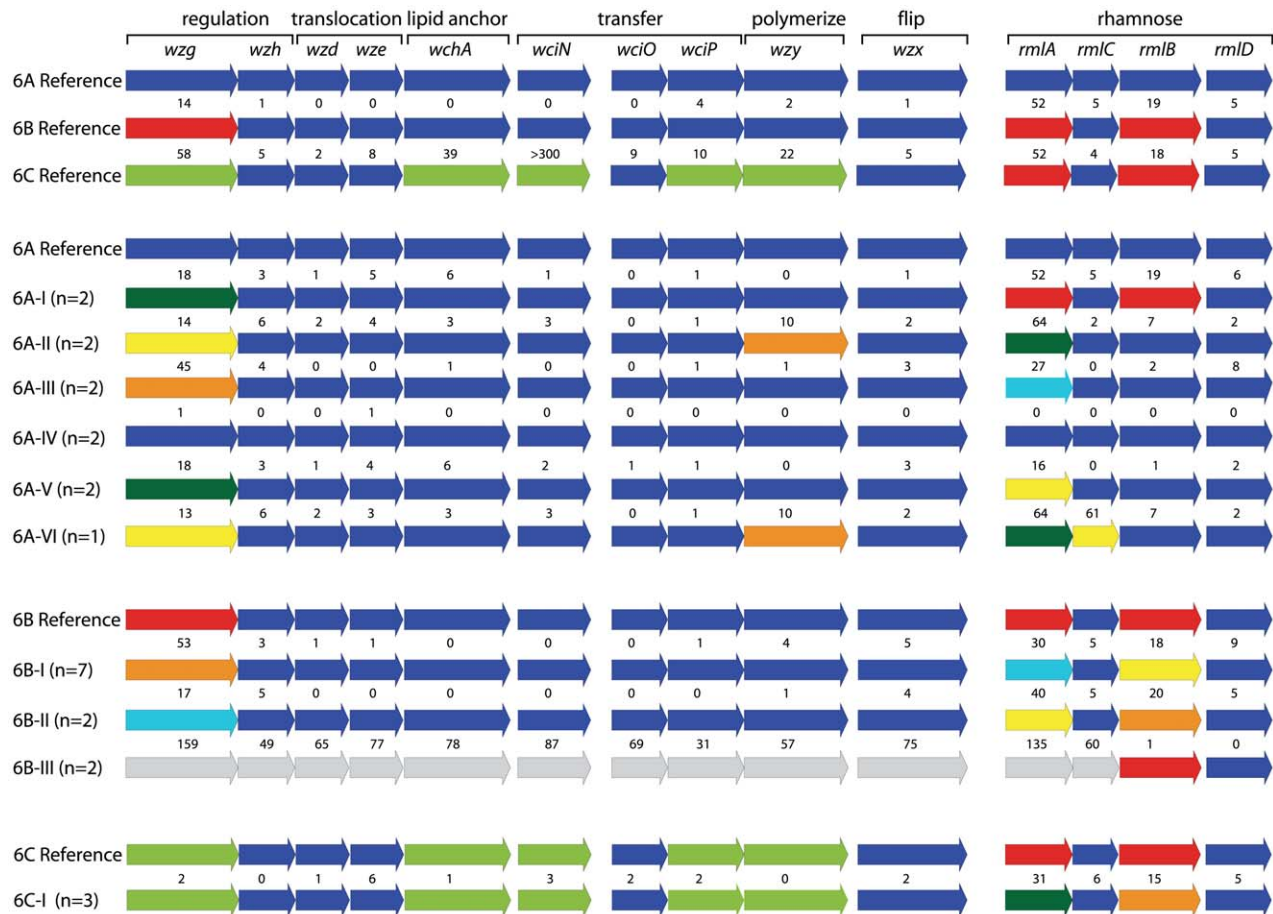 regulation translocation lipid anchor transfer polymerize flip rhamnose
wzg wzh wzd wze wchA wciN wciO wciP wzy wzx rmlA rmlC rmlB rmlD
6A Reference
14 1 0 0 0 0 0 4 2 1 52 5 19 5
6B Reference
58 5 2 8 39 >300 9 10 22 5 52 4 18 5
6C Reference
6A Reference
18 3 1 5 6 1 0 1 0 1 52 5 19 6
6A-I (n=2)
14 6 2 4 3 3 0 1 10 2 64 2 7 2
6A-II (n=2)
45 4 0 0 1 0 0 1 1 3 27 0 2 8
6A-III (n=2)
1 0 0 1 0 0 0 0 0 0 0 0 0 0
6A-IV (n=2)
18 3 1 4 6 2 1 1 0 3 16 0 1 2
6A-V (n=2)
13 6 2 3 3 3 0 1 10 2 64 61 7 2
6A-VI (n=1)
6B Reference
53 3 1 1 0 0 0 1 4 5 30 5 18 9
6B-I (n=7)
17 5 0 0 0 0 0 0 1 4 40 5 20 5
6B-II (n=2)
159 49 65 77 78 87 69 31 57 75 135 60 1 0
6B-III (n=2)
6C Reference
2 0 1 6 1 3 2 2 0 2 31 6 15 5
6C-I (n=3)